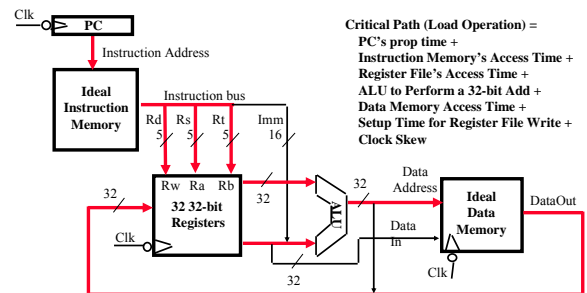 Clk
PC
Instruction Address
Ideal
Instruction
Memory
Instruction bus
Rd
Rs
Rt
Imm
5
5
5
16
Rw
Ra
Rb
32
32 32-bit
Registers
Clk
32
32
ALU
32
Data
Address
Data
In
Ideal
Data
Memory
Clk
DataOut
Critical Path (Load Operation) =
PC's prop time +
Instruction Memory's Access Time +
Register File's Access Time +
ALU to Perform a 32-bit Add +
Data Memory Access Time +
Setup Time for Register File Write +
Clock Skew